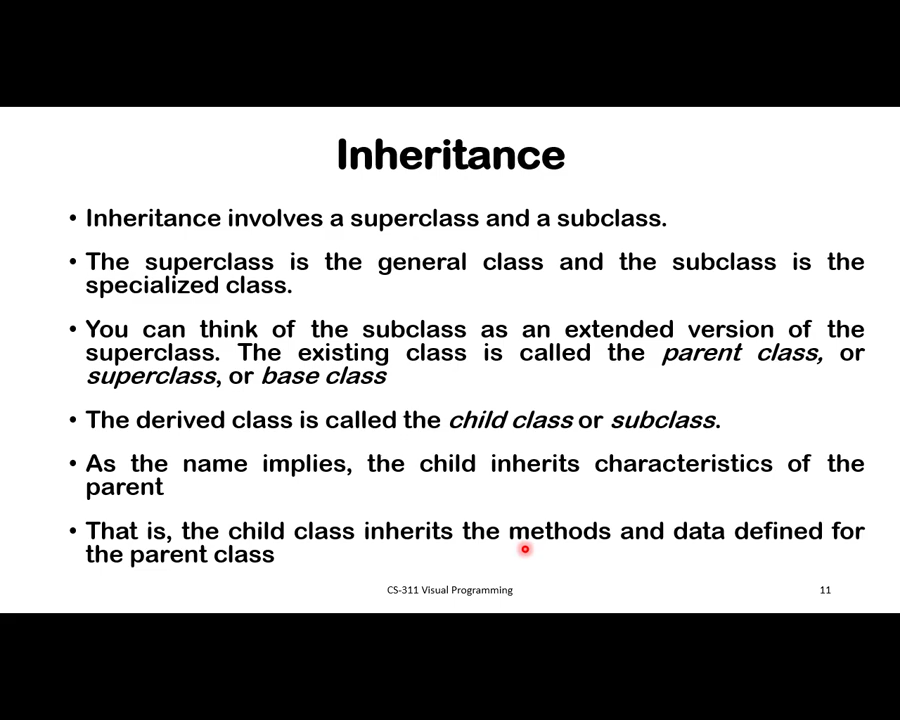 Inheritance
• Inheritance involves a superclass and a subclass.
• The superclass is the general class and the subclass is the
specialized class.
• You can think of the subclass as an extended version of the
superclass. The existing class is called the parent class, or
superclass, or base class
• The derived class is called the child class or subclass.
• As the name implies, the child inherits characteristics of the
parent
• That is, the child class inherits the methods and data defined for
the parent class
CS-311 Visual Programming
11